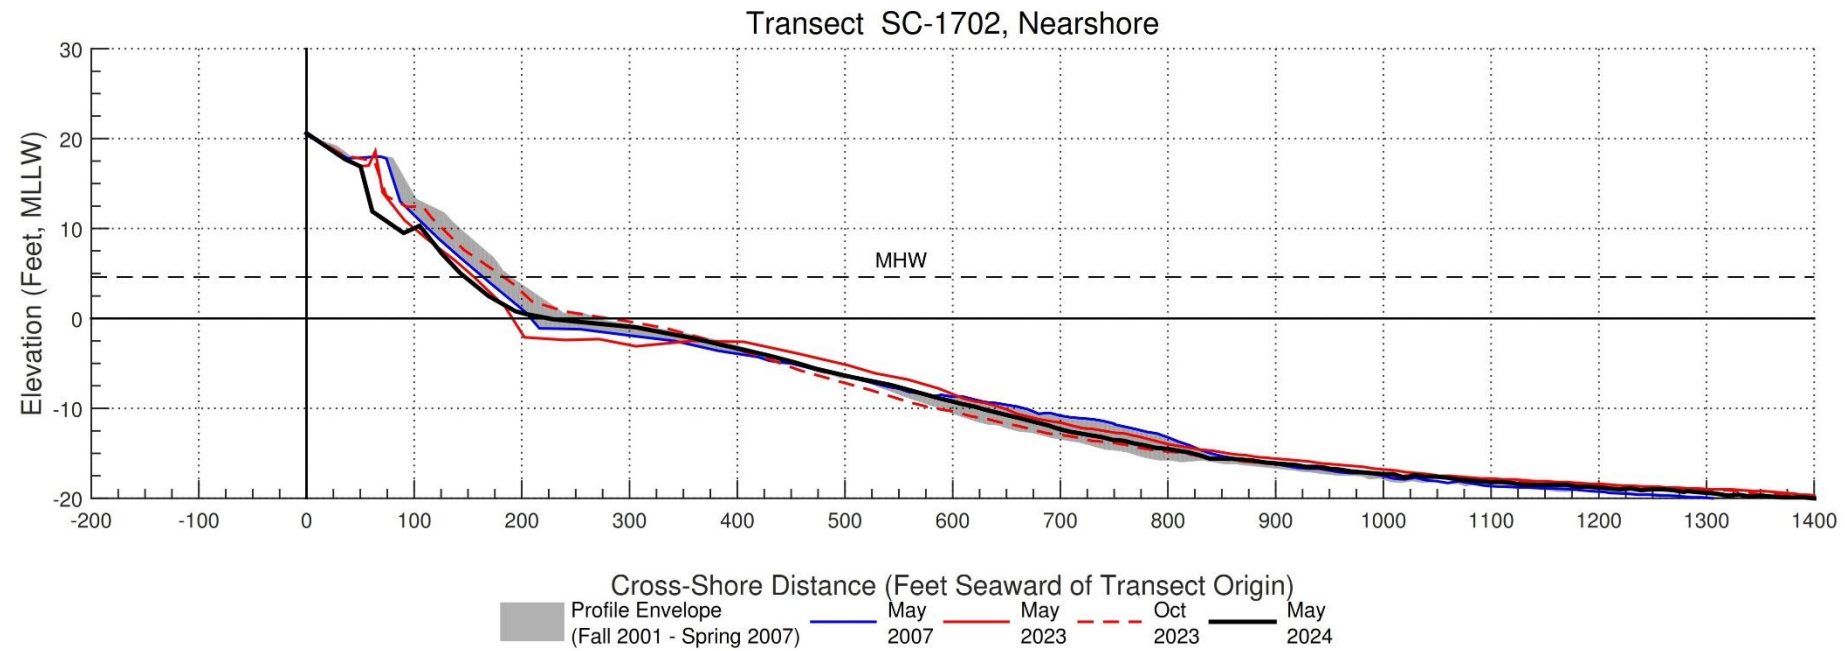 Transect SC-1702, Nearshore
Elevation (Feet, MLLW)
30
20
10
0
-10
-20
MHW
-200 -100 0 100 200 300 400 500 600 700 800 900 1000 1100 1200 1300 1400
Cross-Shore Distance (Feet Seaward of Transect Origin)
Profile Envelope
(Fall 2001 - Spring 2007)
May
2007
May
2023
Oct
2023
May
2024